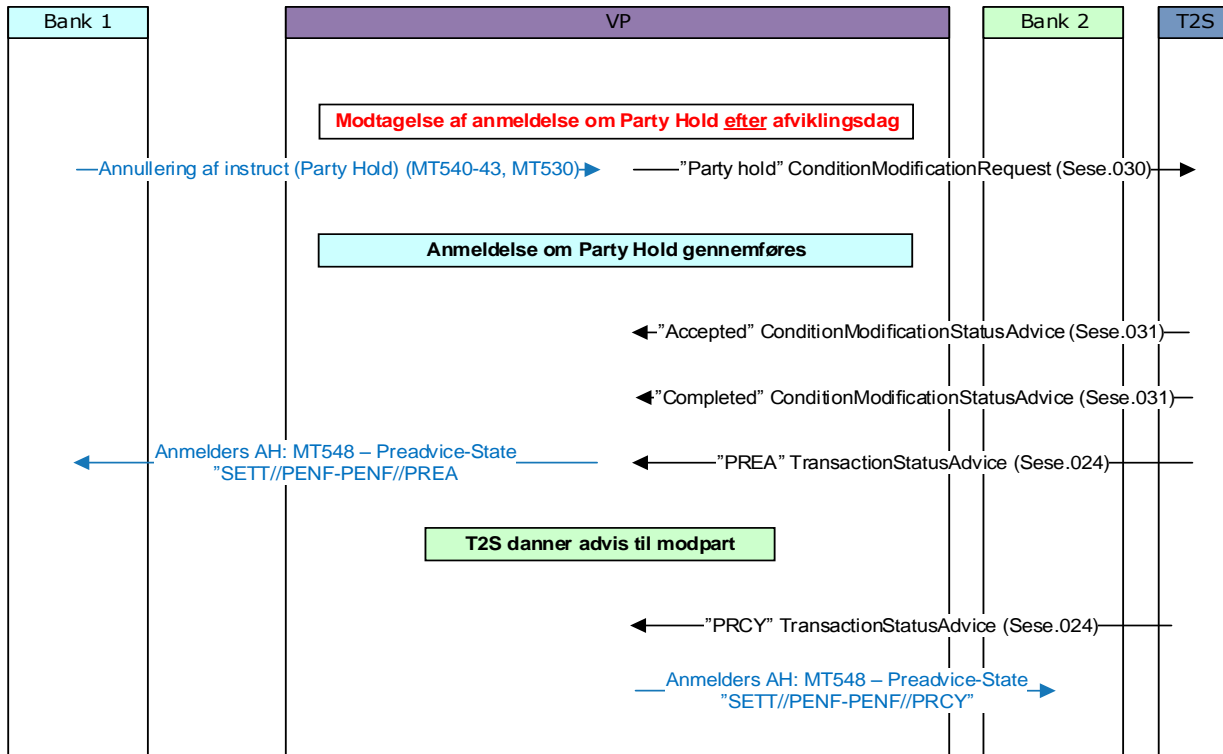 Bank 1
VP
Bank 2
T2S
Modtagelse af anmeldelse om Party Hold efter afviklingsdag
Annullering af instruct (Party Hold) (MT540-43, MT530)
”Party hold” ConditionModificationRequest (Sese.030)
Anmeldelse om Party Hold gennemføres
”Accepted” ConditionModificationStatusAdvice (Sese.031)
”Completed” ConditionModificationStatusAdvice (Sese.031)
Anmelders AH: MT548 – Preadvice-State
”SETT//PENF-PENF//PREA
”PREA” TransactionStatusAdvice (Sese.024)
T2S danner advis til modpart
”PRCY” TransactionStatusAdvice (Sese.024)
Anmelders AH: MT548 – Preadvice-State
”SETT//PENF-PENF//PRCY”